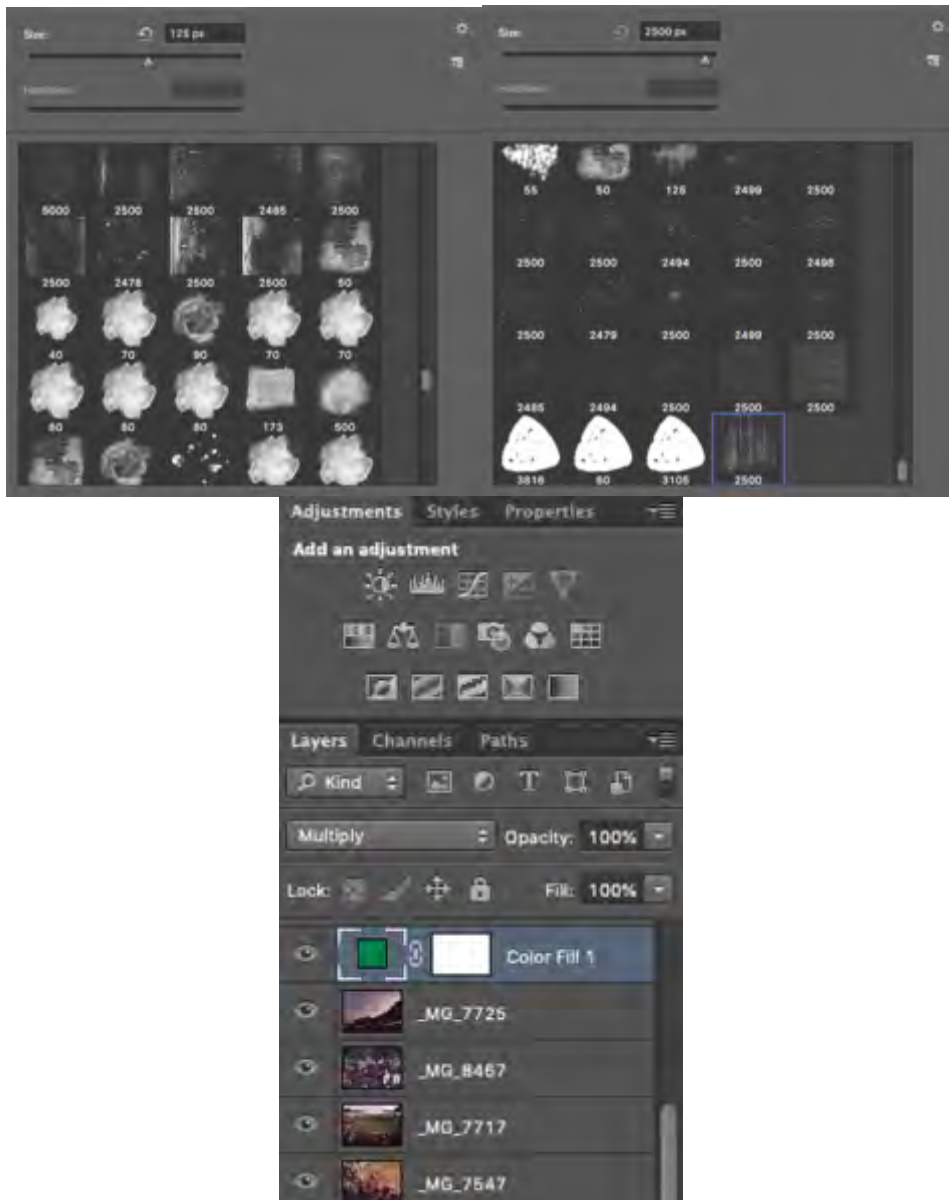 Size: 125 px
Hardness:
5000 2500 2500 2485 2500
2500 2478 2500 2500 50
40 70 90 70 70
80 80 80 173 500
Size: 2500 px
Hardness:
55 50 125 2499 2500
2500 2500 2494 2500 2498
2500 2479 2500 2499 2500
2485 2494 2500 2500 2500
3816 60 3105 2500
Adjustments Styles Properties
Add an adjustment
Layers Channels Paths
Kind T
Multiply Opacity: 100%
Lock: Fill: 100%
Color Fill 1
_MG_7725
_MG_8467
_MG_7717
_MG_7547